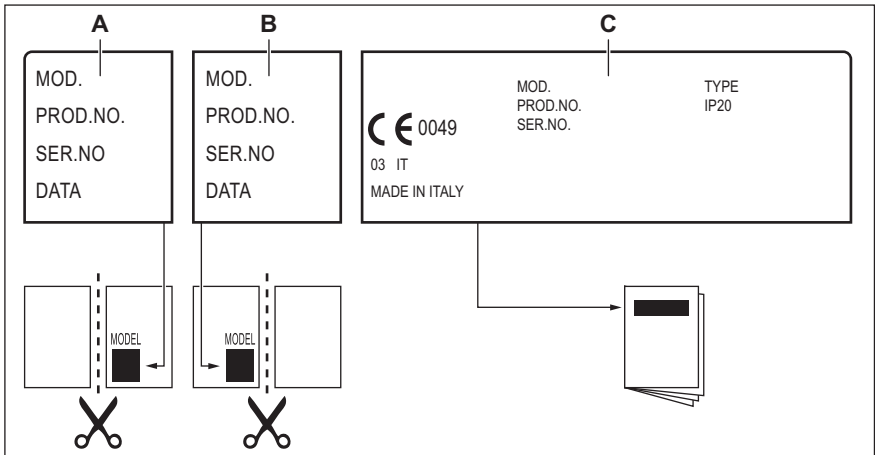 A
B
C
MOD.
PROD.NO.
SER.NO
DATA
MOD.
PROD.NO.
SER.NO
DATA
MOD.
PROD.NO.
SER.NO.
TYPE
IP20
CE 0049
03 IT
MADE IN ITALY
MODEL
MODEL